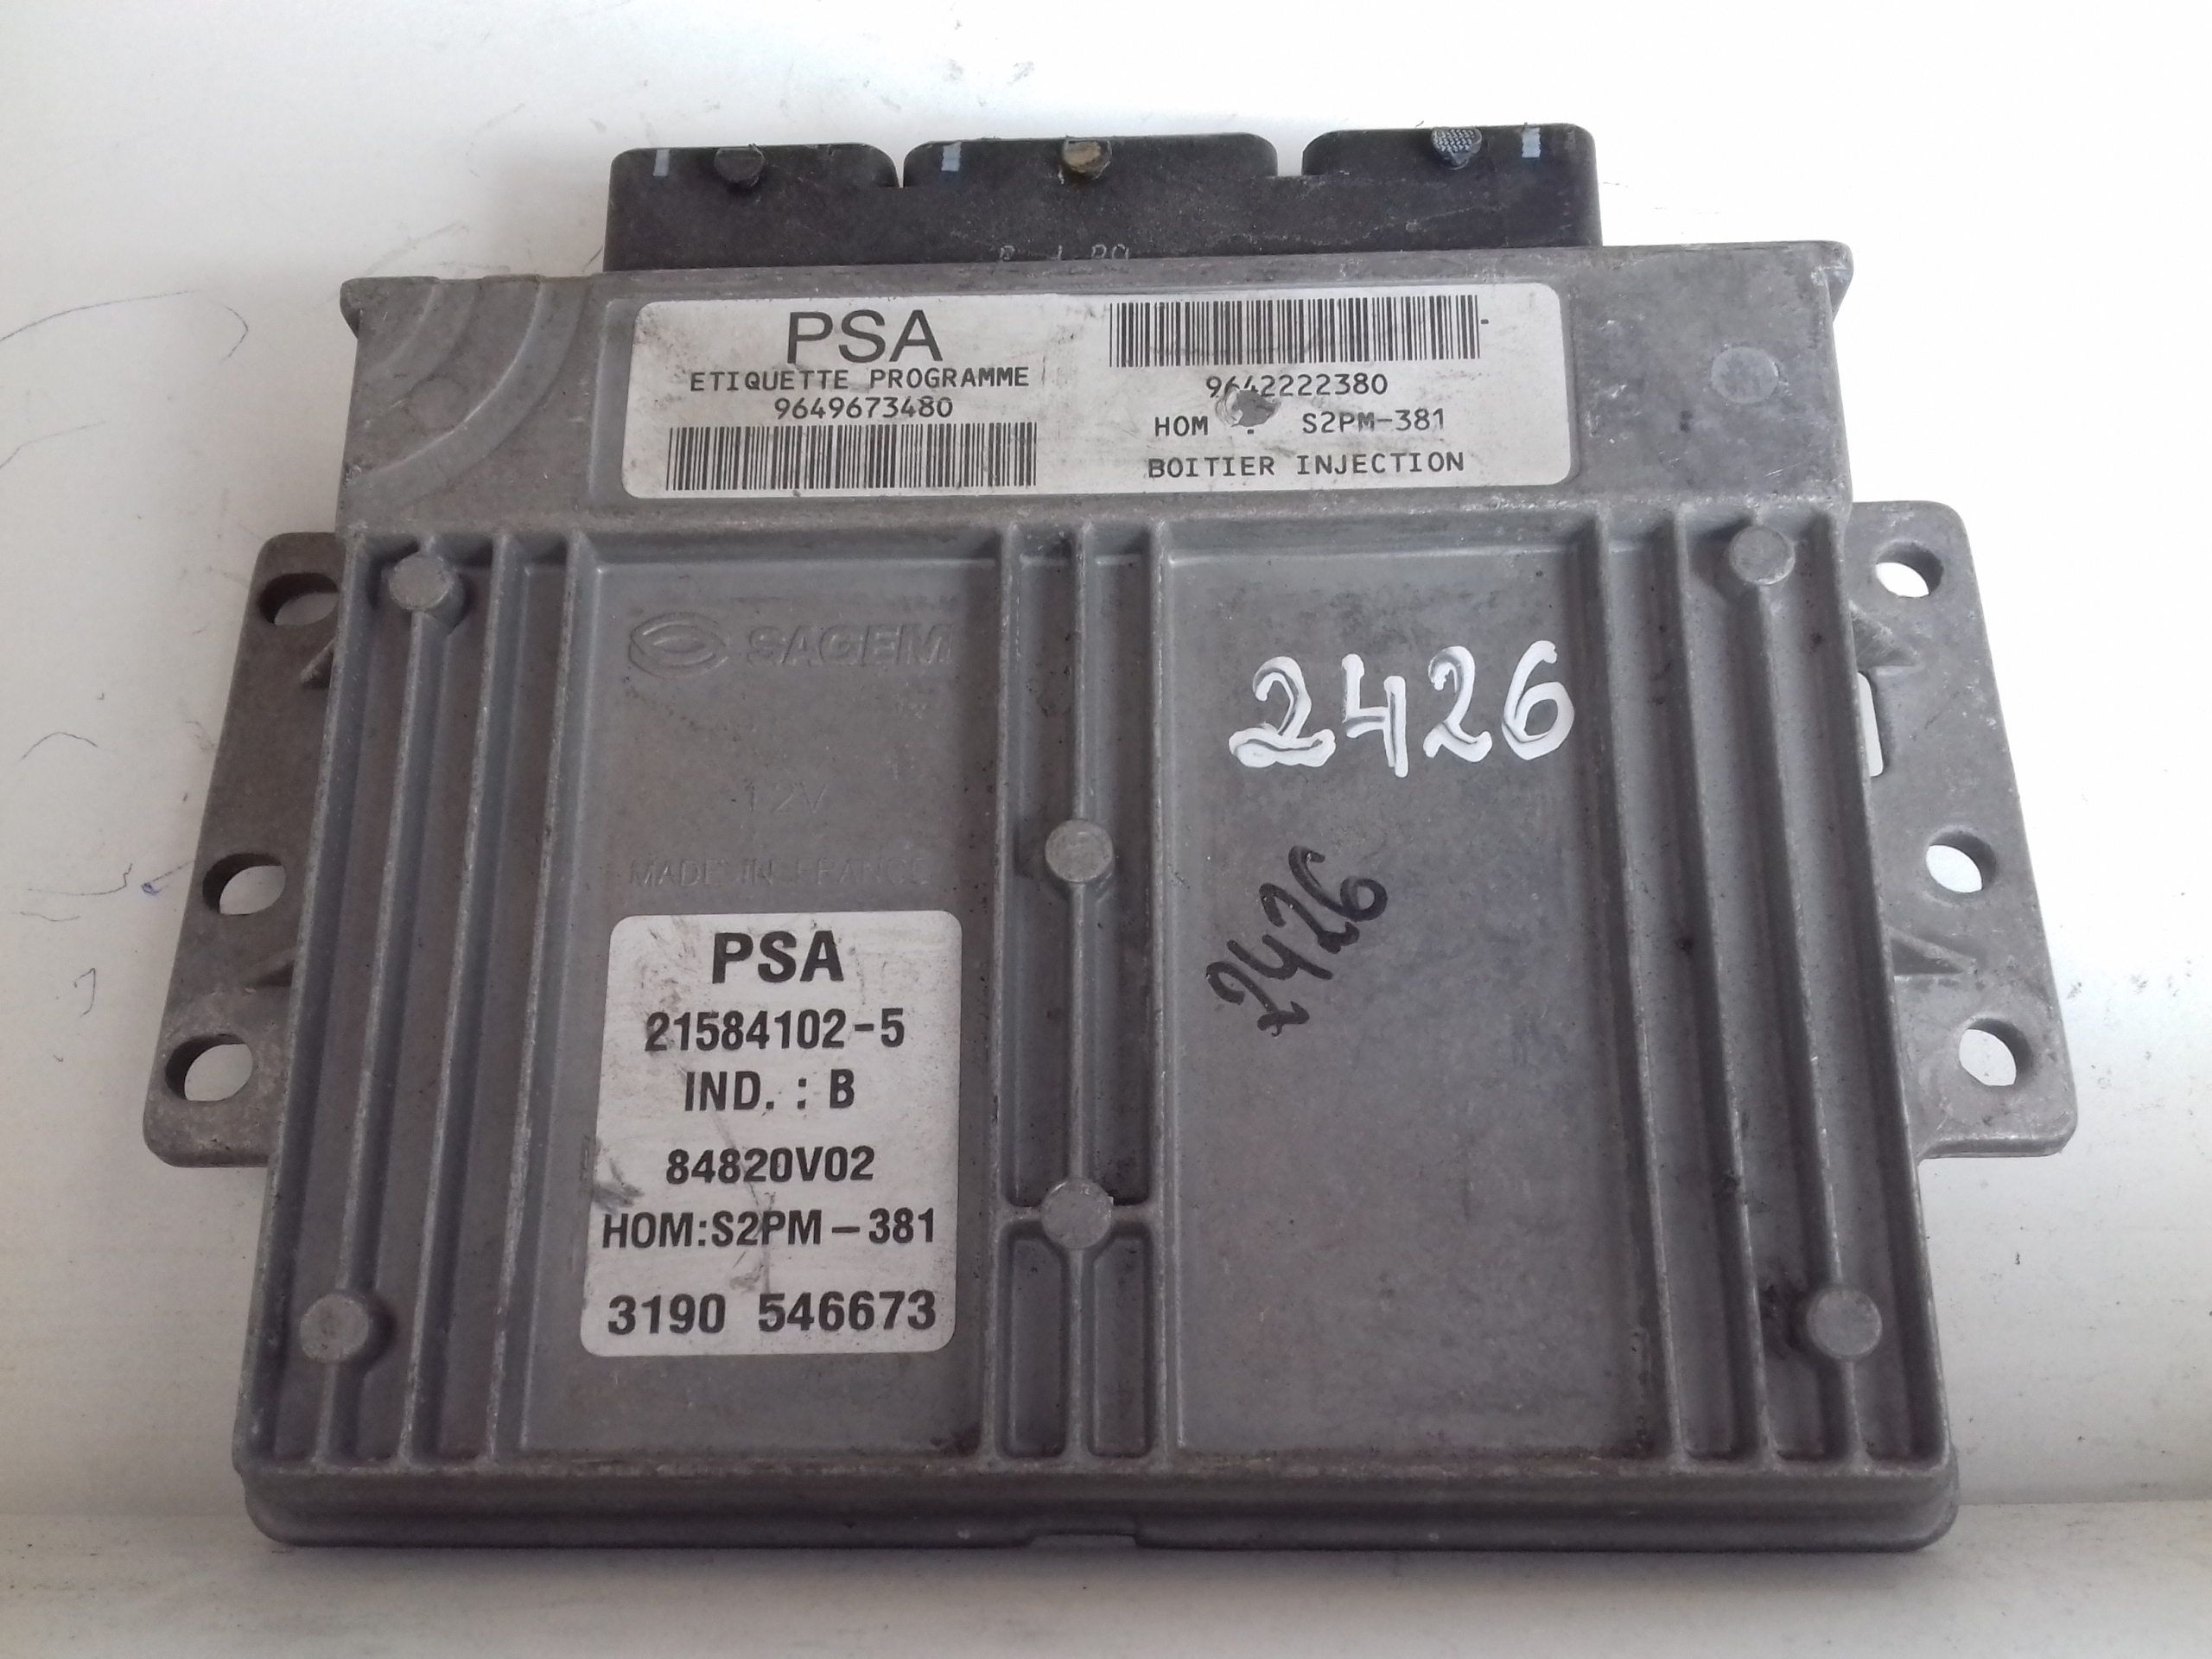 PSA
ETIQUETTE PROGRAMME
9649673480
9642222380
HOM : S2PM-381
BOITIER INJECTION
SAGEM
12V
MADE IN FRANCE
2426
2426
PSA
21584102-5
IND. : B
84820V02
HOM:S2PM-381
3190 546673